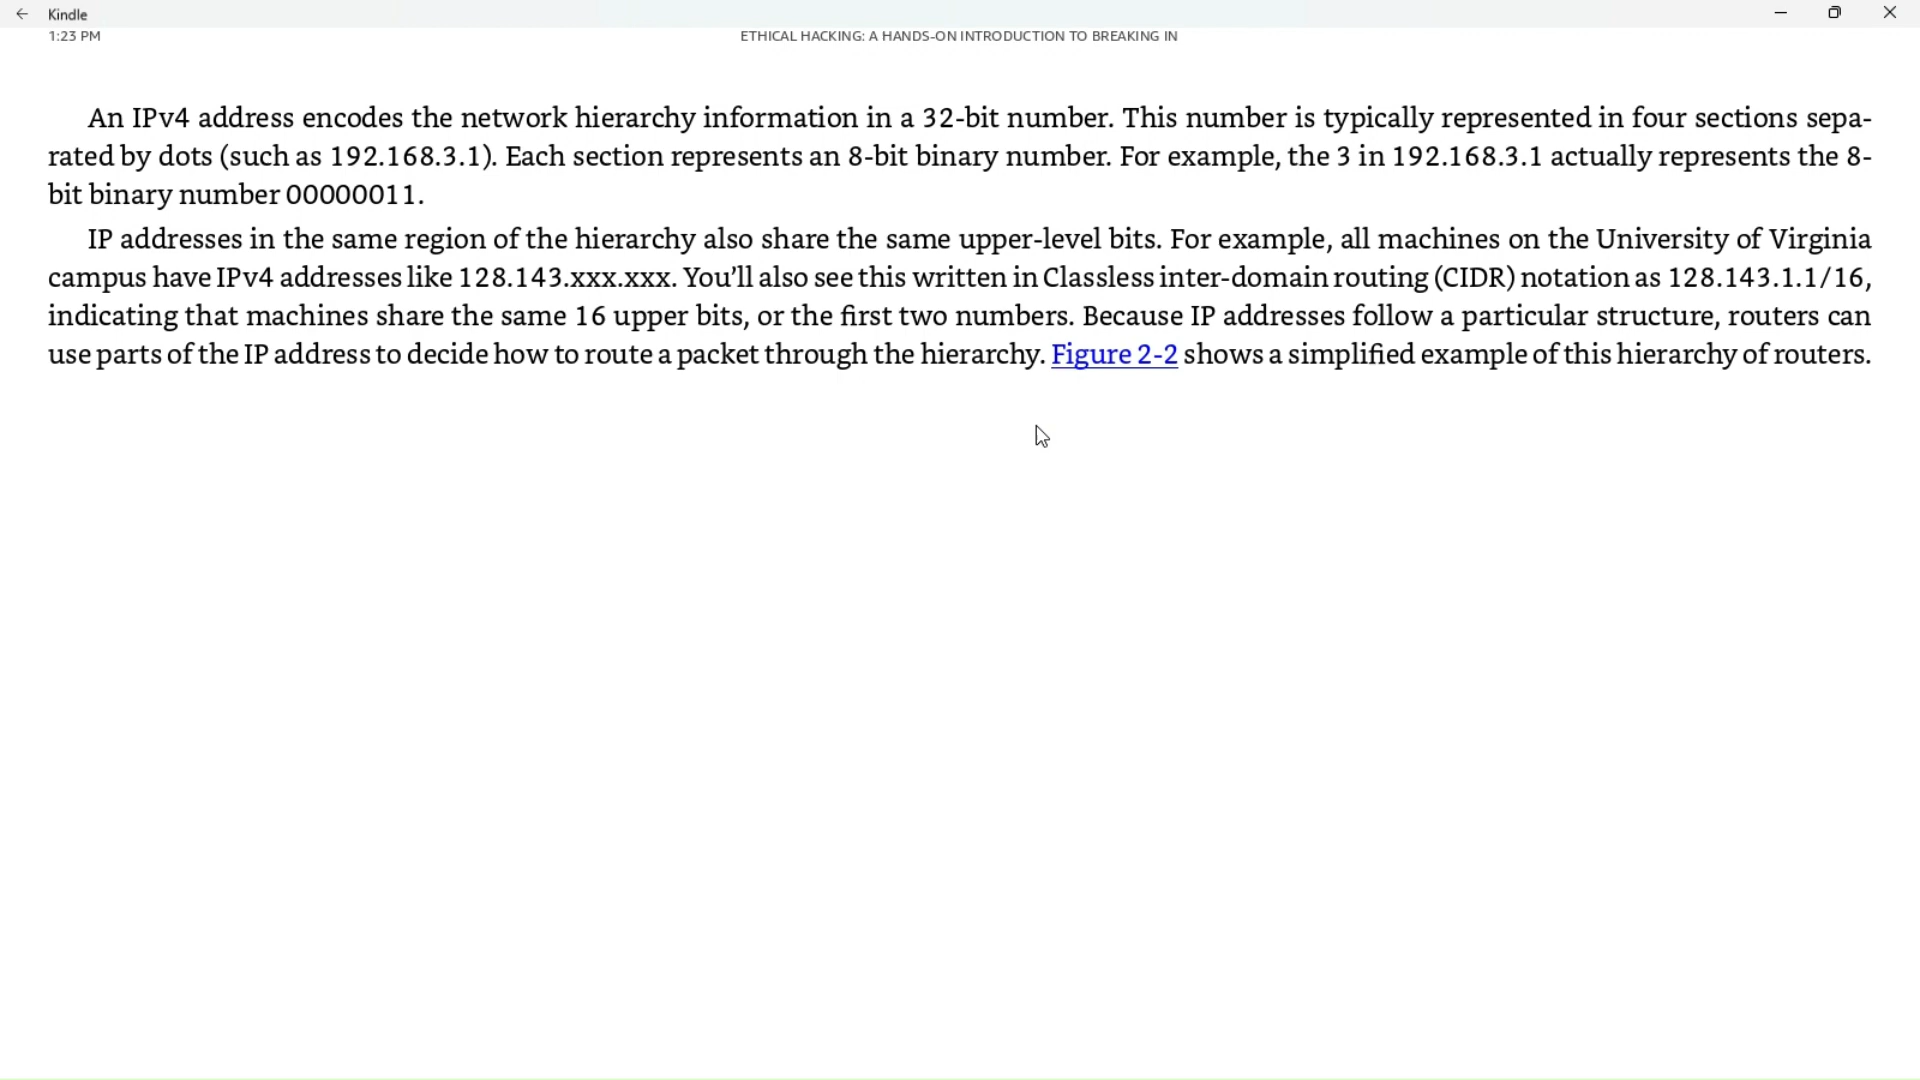 Kindle
1:23 PM
ETHICAL HACKING: A HANDS-ON INTRODUCTION TO BREAKING IN
An IPv4 address encodes the network hierarchy information in a 32-bit number. This number is typically represented in four sections sepa-
rated by dots (such as 192.168.3.1). Each section represents an 8-bit binary number. For example, the 3 in 192.168.3.1 actually represents the 8-
bit binary number 00000011.
IP addresses in the same region of the hierarchy also share the same upper-level bits. For example, all machines on the University of Virginia
campus have IPv4 addresses like 128.143.xxx.xxx. You’ll also see this written in Classless inter-domain routing (CIDR) notation as 128.143.1.1/16,
indicating that machines share the same 16 upper bits, or the first two numbers. Because IP addresses follow a particular structure, routers can
use parts of the IP address to decide how to route a packet through the hierarchy. Figure 2-2 shows a simplified example of this hierarchy of routers.